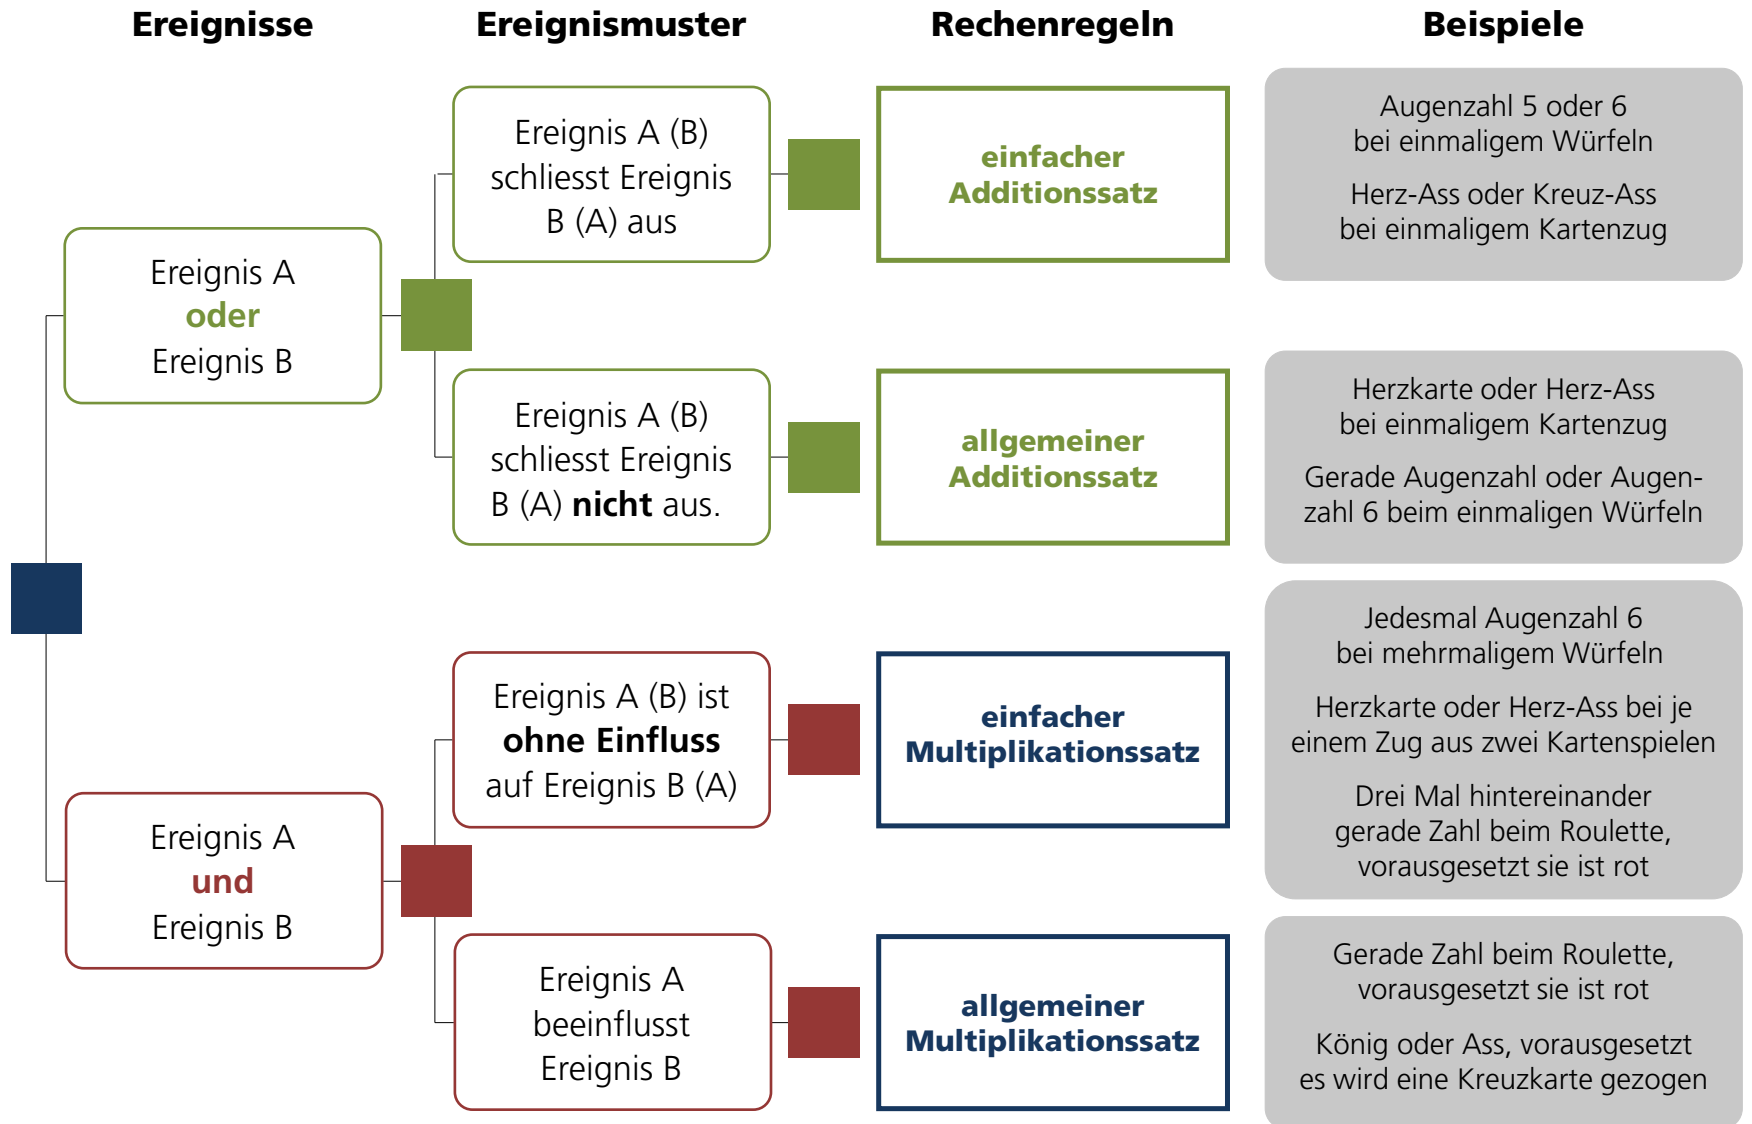 Ereignisse
Ereignismuster
Rechenregeln
Beispiele
Ereignis A
oder
Ereignis B
Ereignis A (B)
schliesst Ereignis
B (A) aus
einfacher
Additionssatz
Augenzahl 5 oder 6
bei einmaligem Würfeln
Herz-Ass oder Kreuz-Ass
bei einmaligem Kartenzug
Ereignis A (B)
schliesst Ereignis
B (A) nicht aus.
allgemeiner
Additionssatz
Herzkarte oder Herz-Ass
bei einmaligem Kartenzug
Gerade Augenzahl oder Augen-
zahl 6 beim einmaligen Würfeln
Ereignis A
und
Ereignis B
Ereignis A (B) ist
ohne Einfluss
auf Ereignis B (A)
einfacher
Multiplikationssatz
Jedesmal Augenzahl 6
bei mehrmaligem Würfeln
Herzkarte oder Herz-Ass bei je
einem Zug aus zwei Kartenspielen
Drei Mal hintereinander
gerade Zahl beim Roulette,
vorausgesetzt sie ist rot
Ereignis A
beeinflusst
Ereignis B
allgemeiner
Multiplikationssatz
Gerade Zahl beim Roulette,
vorausgesetzt sie ist rot
König oder Ass, vorausgesetzt
es wird eine Kreuzkarte gezogen